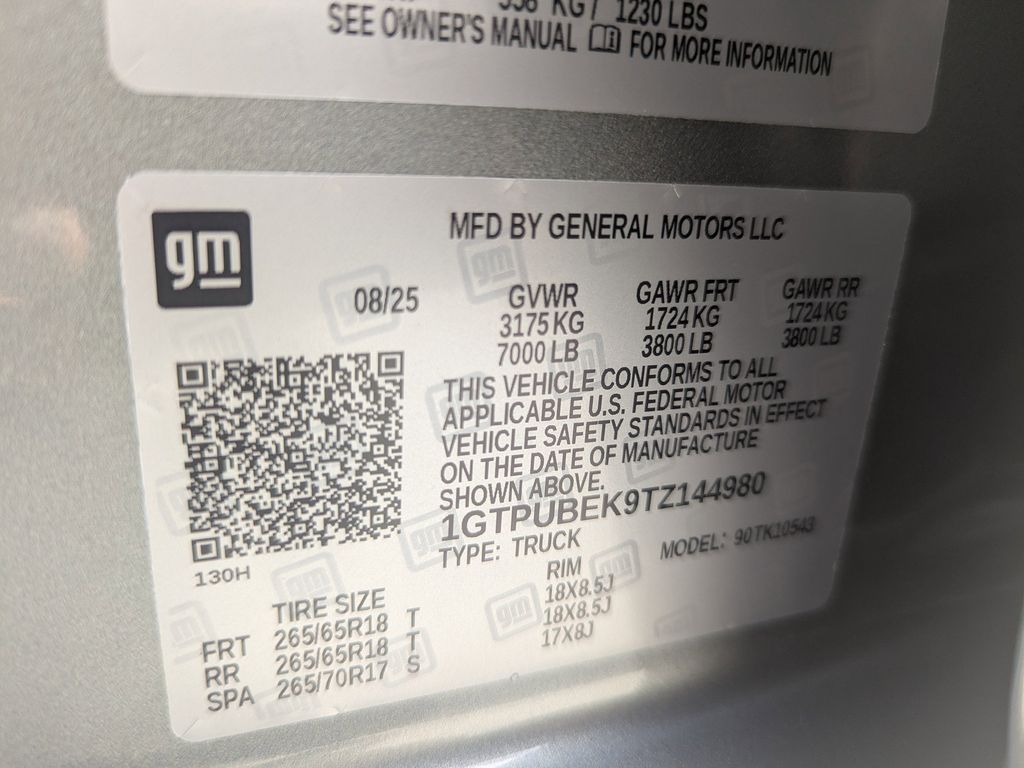 KG / 1230 LBS
SEE OWNER'S MANUAL FOR MORE INFORMATION
gm
MFD BY GENERAL MOTORS LLC
08/25
GVWR GAWR FRT GAWR RR
3175 KG 1724 KG 1724 KG
7000 LB 3800 LB 3800 LB
THIS VEHICLE CONFORMS TO ALL
APPLICABLE U.S. FEDERAL MOTOR
VEHICLE SAFETY STANDARDS IN EFFECT
ON THE DATE OF MANUFACTURE
SHOWN ABOVE.
1GTPUBEK9TZ144980
TYPE: TRUCK MODEL: 90TK10543
130H
TIRE SIZE RIM
FRT 265/65R18 T 18X8.5J
RR 265/65R18 T 18X8.5J
SPA 265/70R17 S 17X8J